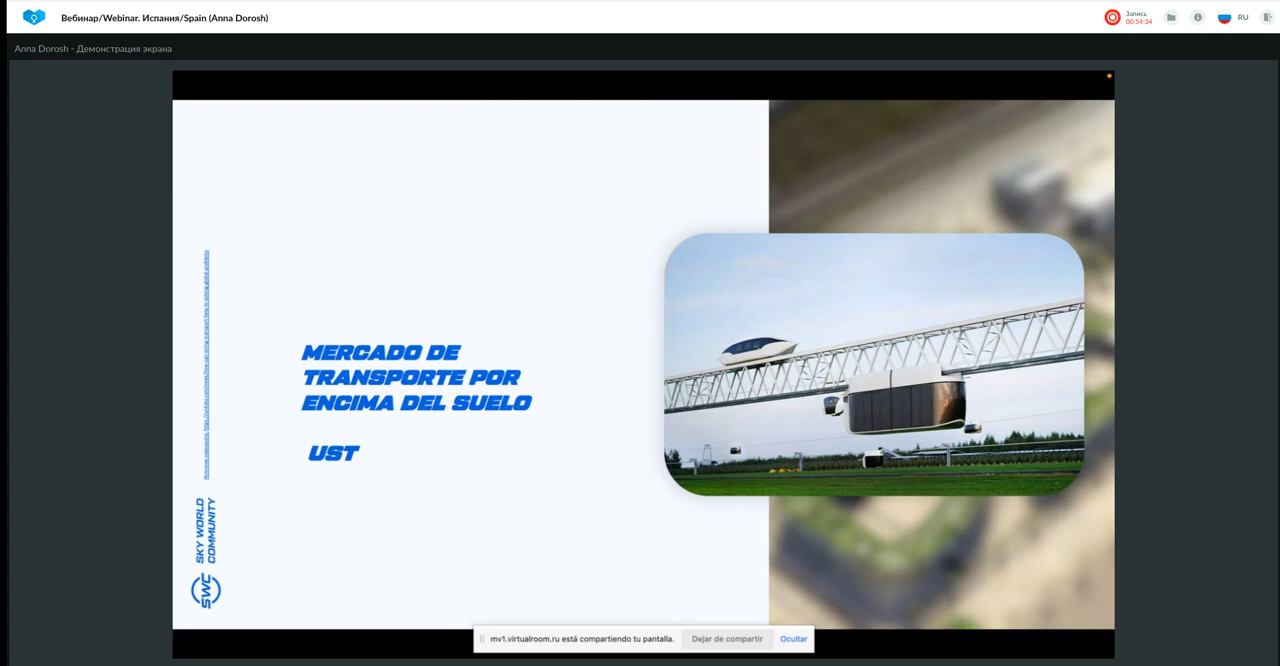 Вебинар/Webinar. Испания/Spain (Anna Dorosh)
Запись
00:54:34
RU
Anna Dorosh - Демонстрация экрана
MERCADO DE
TRANSPORTE POR
ENCIMA DEL SUELO
UST
SKY WORLD
COMMUNITY
SWC
mv1.virtualroom.ru está compartiendo tu pantalla.
Dejar de compartir
Ocultar